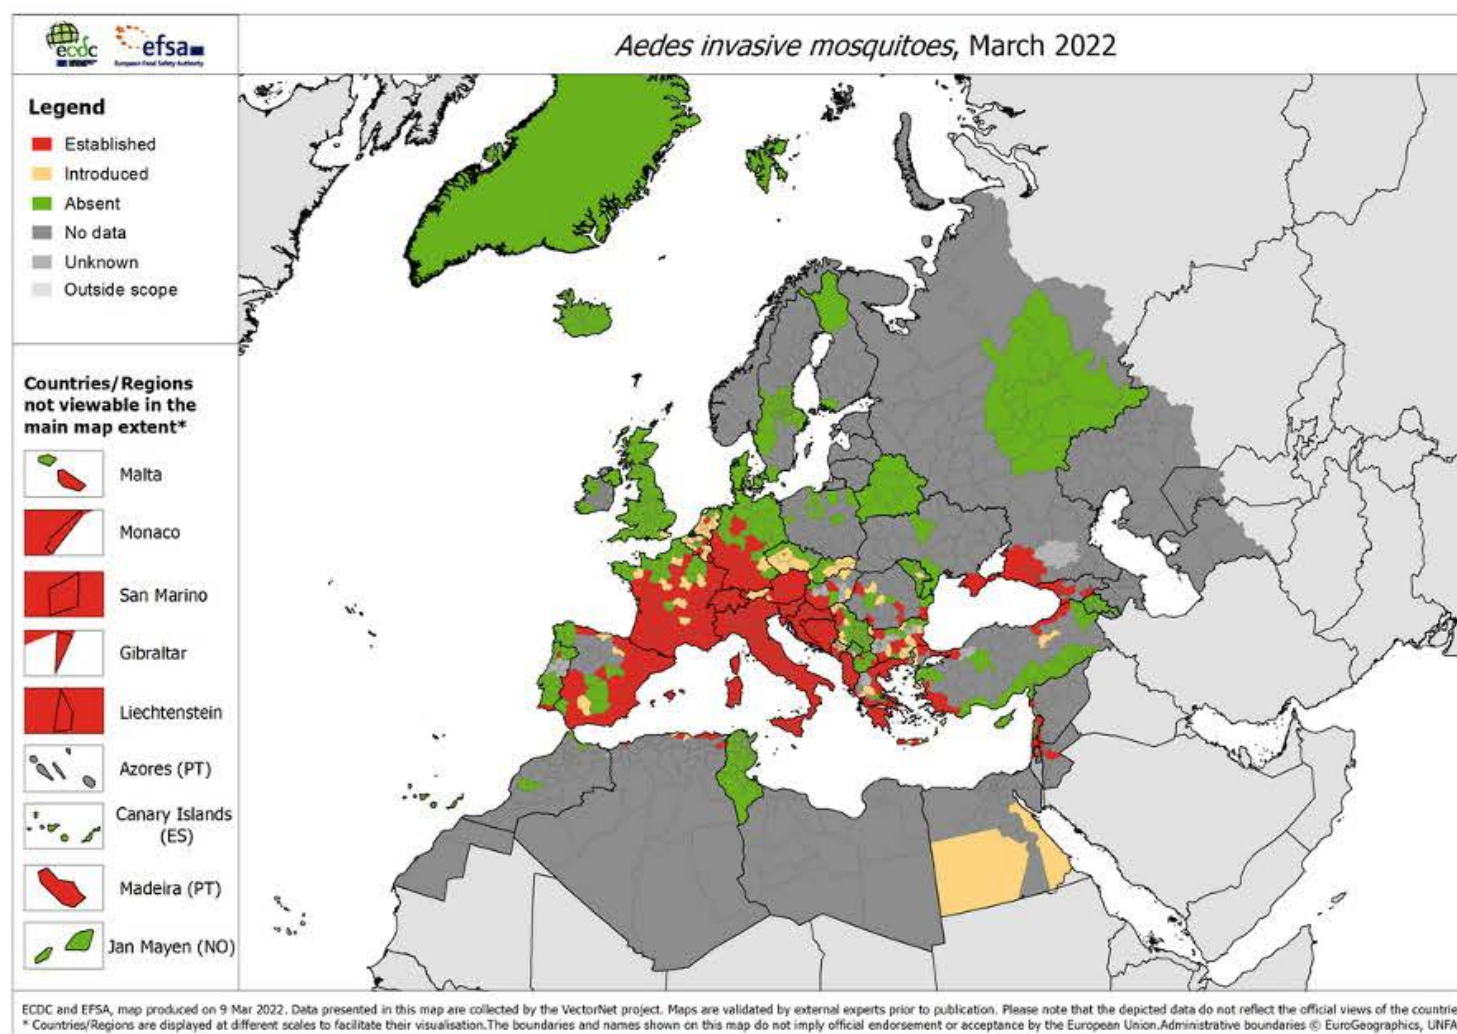 ecdc
efsa
European Food Safety Authority
Aedes invasive mosquitoes, March 2022
Legend
Established
Introduced
Absent
No data
Unknown
Outside scope
Countries/Regions
not viewable in the
main map extent*
Malta
Monaco
San Marino
Gibraltar
Liechtenstein
Azores (PT)
Canary Islands
(ES)
Madeira (PT)
Jan Mayen (NO)
ECDC and EFSA, map produced on 9 Mar 2022. Data presented in this map are collected by the VectorNet project. Maps are validated by external experts prior to publication. Please note that the depicted data do not reflect the official views of the countrie
* Countries/Regions are displayed at different scales to facilitate their visualisation.The boundaries and names shown on this map do not imply official endorsement or acceptance by the European Union.Administrative boundaries © EuroGeographics, UNFA